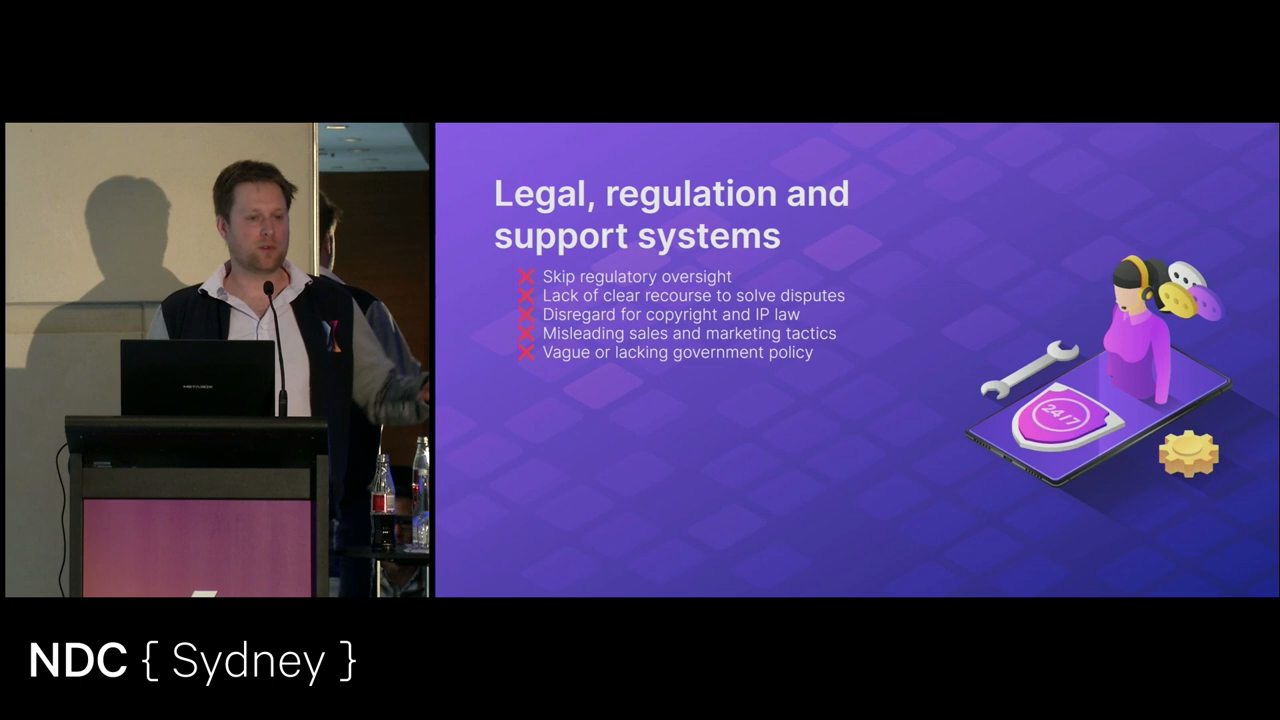 Legal, regulation and
support systems
❌ Skip regulatory oversight
❌ Lack of clear recourse to solve disputes
❌ Disregard for copyright and IP law
❌ Misleading sales and marketing tactics
❌ Vague or lacking government policy
24|7
METABOX
NDC { Sydney }